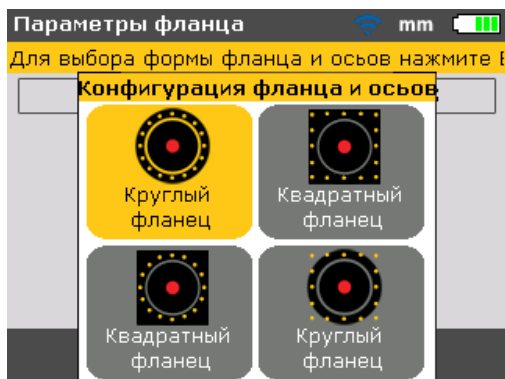 Параметры фланца mm
Для выбора формы фланца и осьов нажмите
Конфигурация фланца и осьов
Круглый
фланец
Квадратный
фланец
Квадратный
фланец
Круглый
фланец